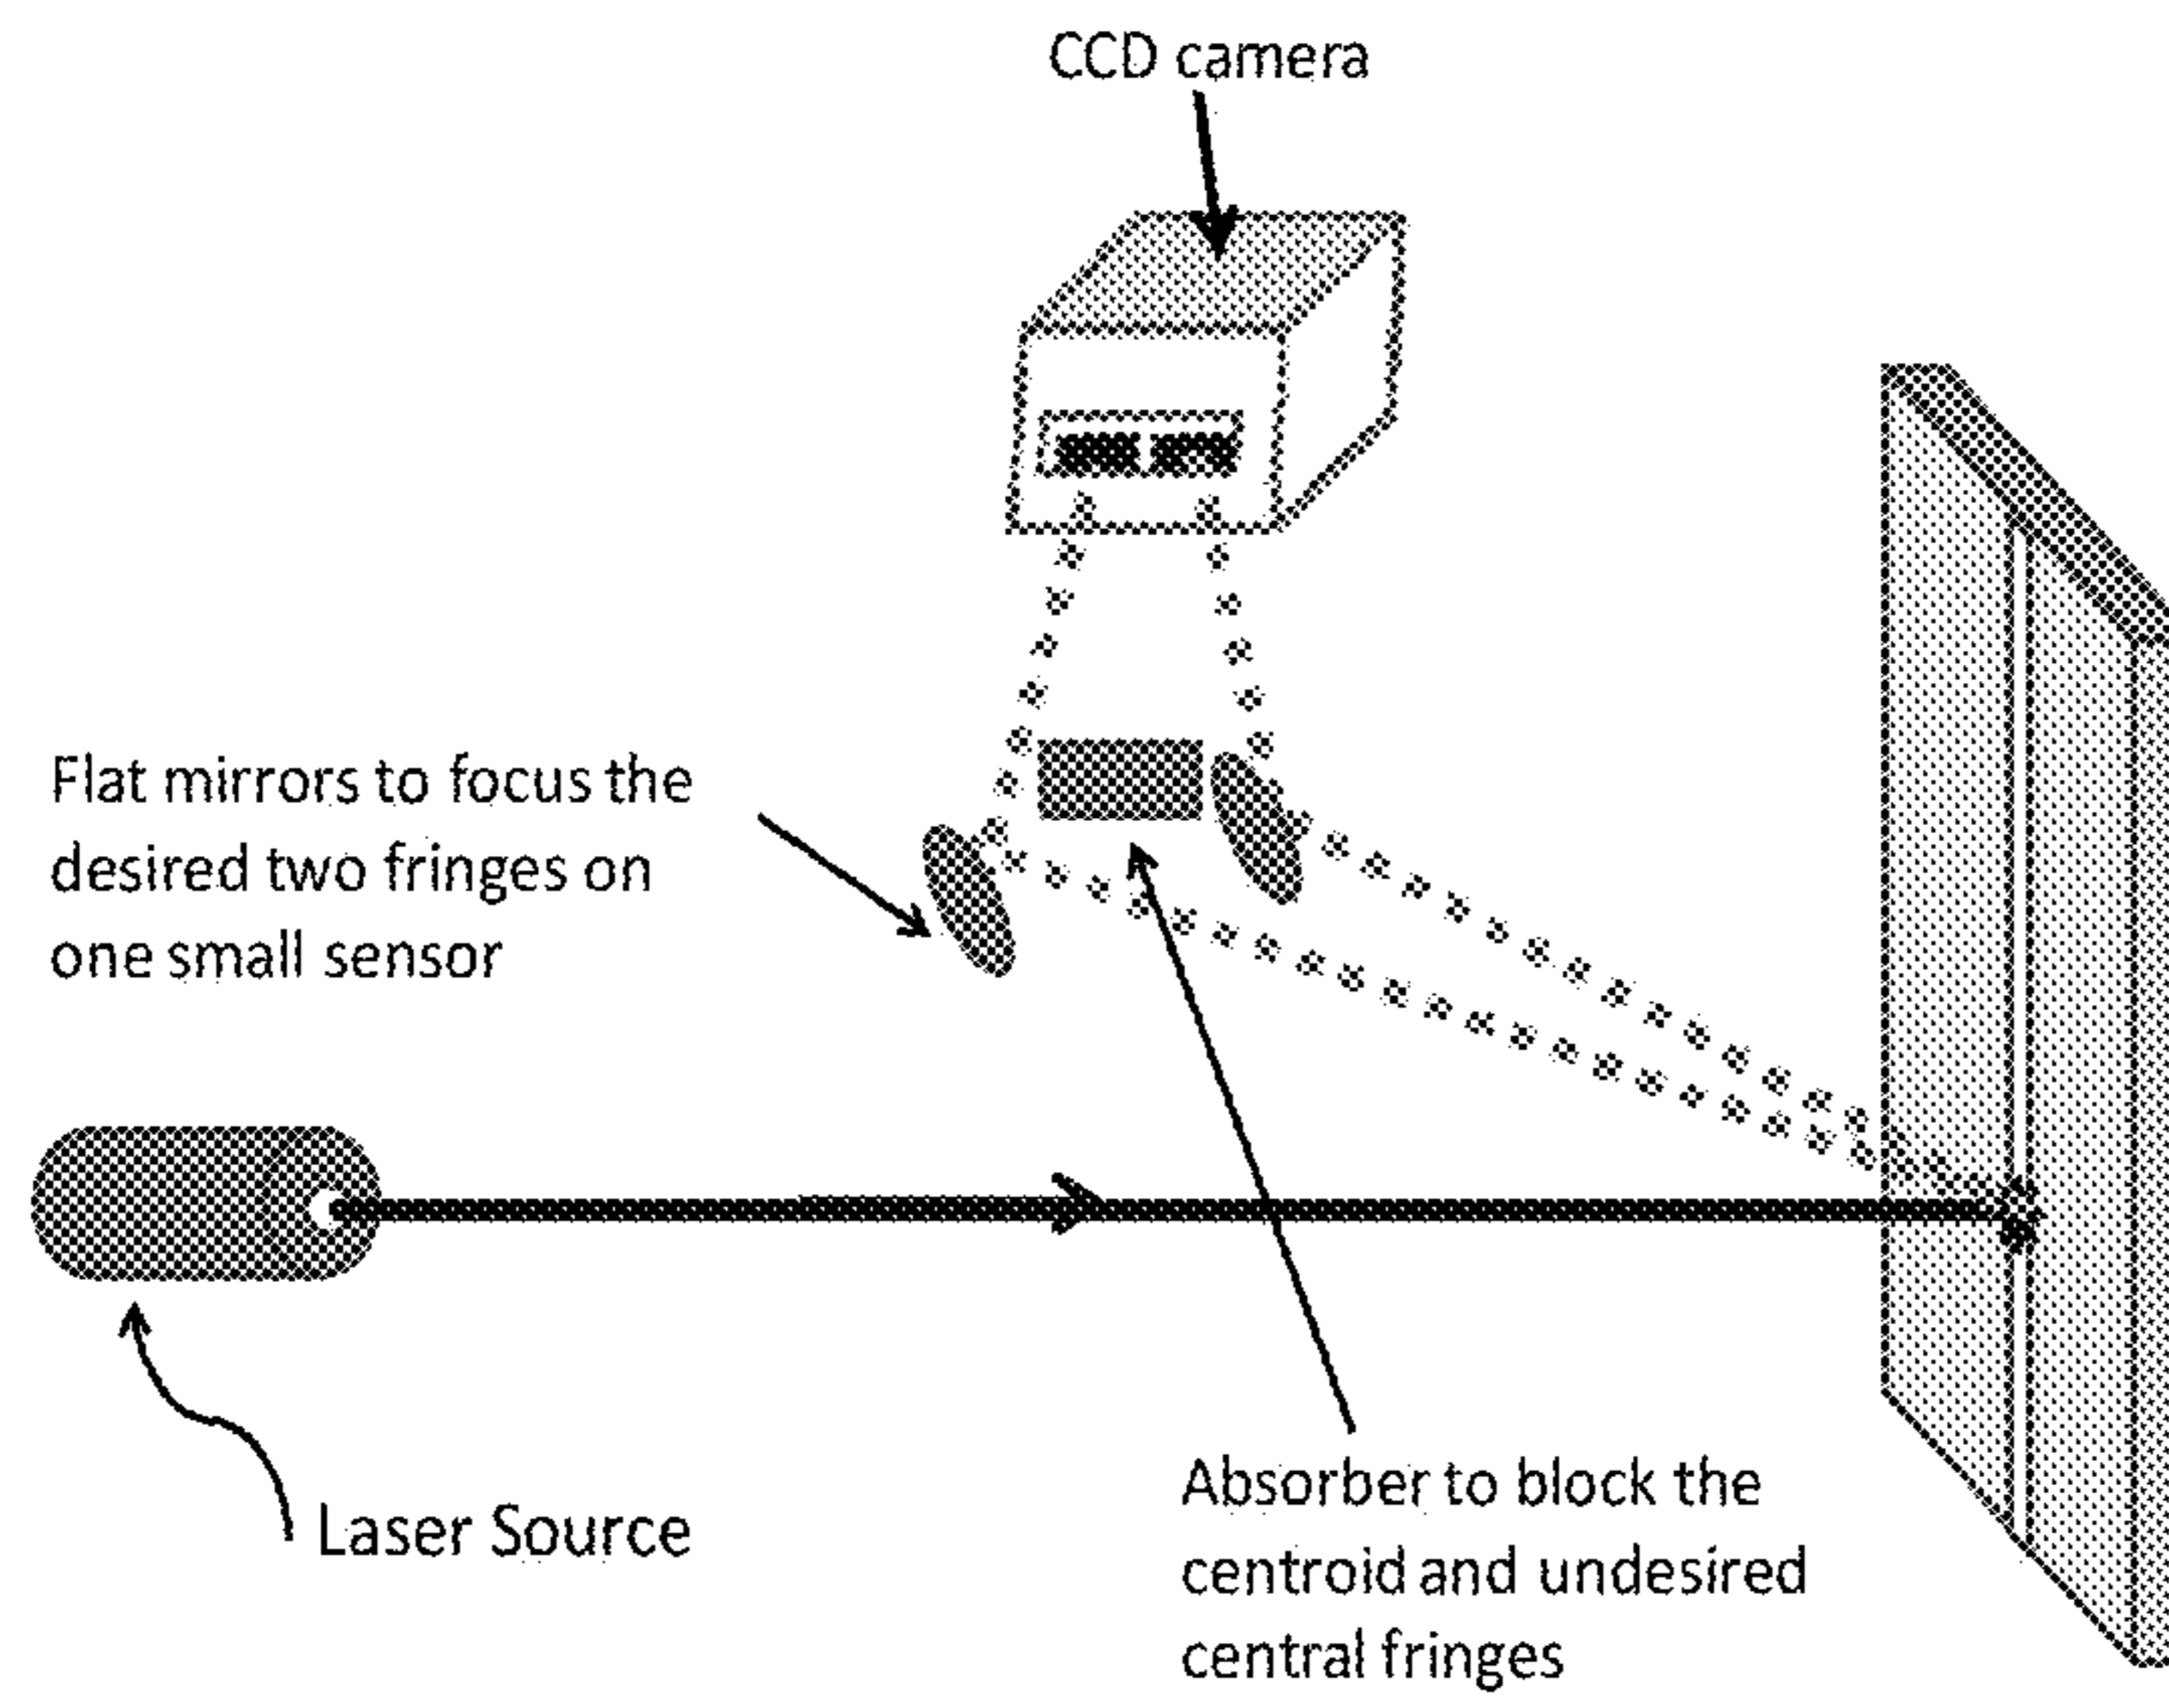 CCD camera
Flat mirrors to focus the
desired two fringes on
one small sensor
Laser Source
Absorber to block the
centroid and undesired
central fringes